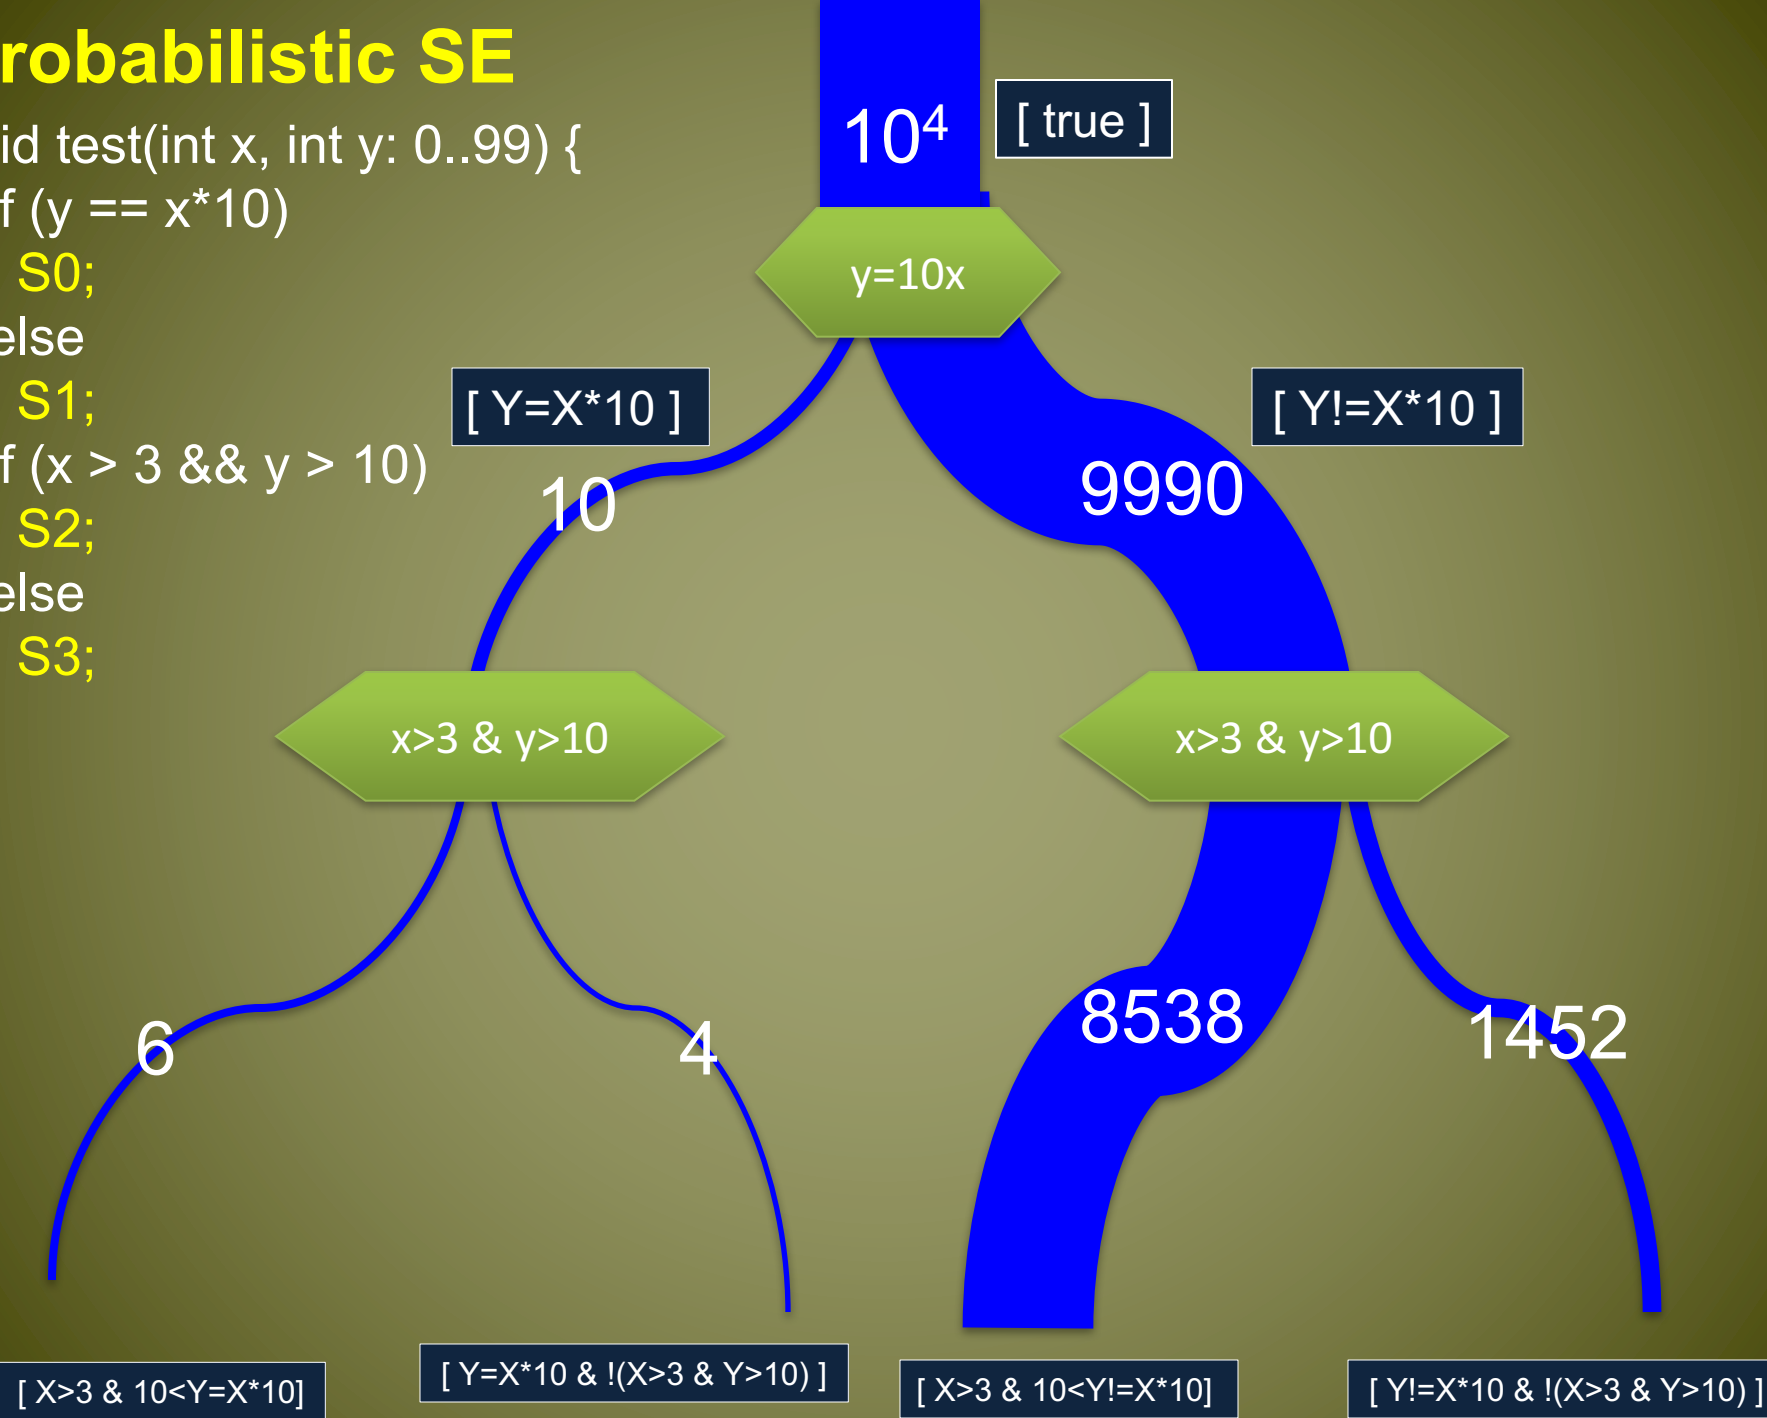 robabilistic SE
id test(int x, int y: 0..99) {
f (y == x*10)
S0;
else
S1;
f (x > 3 && y > 10)
S2;
else
S3;
10⁴
[ true ]
y=10x
[ Y=X*10 ]
[ Y!=X*10 ]
10
9990
x>3 & y>10
x>3 & y>10
6
4
8538
1452
[ X>3 & 10<Y=X*10]
[ Y=X*10 & !(X>3 & Y>10) ]
[ X>3 & 10<Y!=X*10]
[ Y!=X*10 & !(X>3 & Y>10) ]